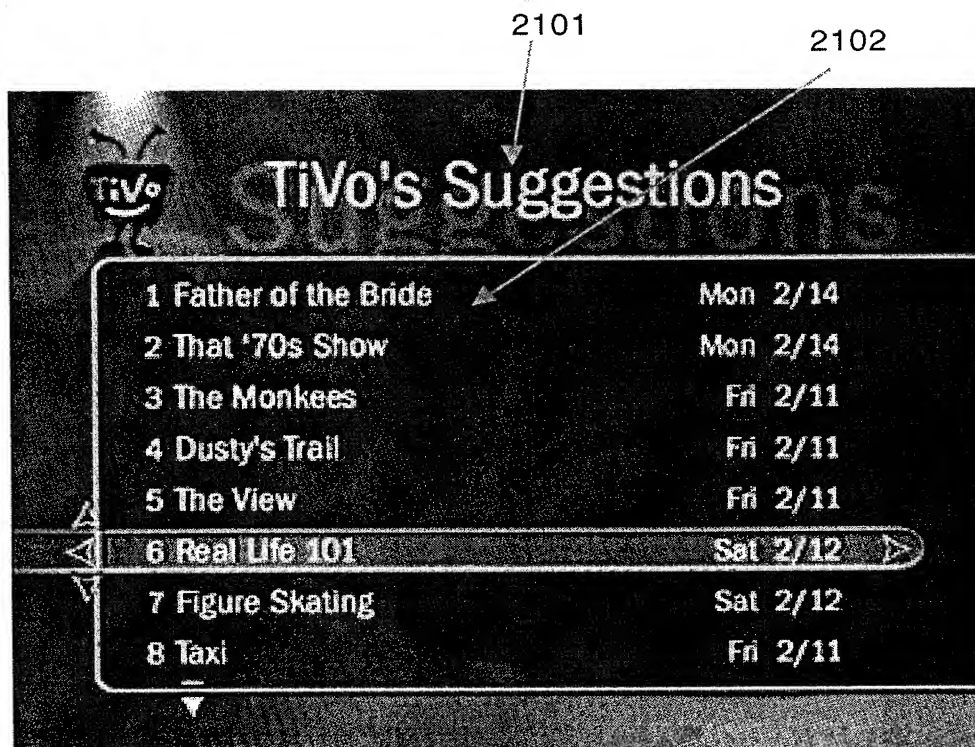 2101
2102
TiVo
TiVo's Suggestions
Suggestions
1 Father of the Bride Mon 2/14
2 That '70s Show Mon 2/14
3 The Monkees Fri 2/11
4 Dusty's Trail Fri 2/11
5 The View Fri 2/11
6 Real Life 101 Sat 2/12
7 Figure Skating Sat 2/12
8 Taxi Fri 2/11